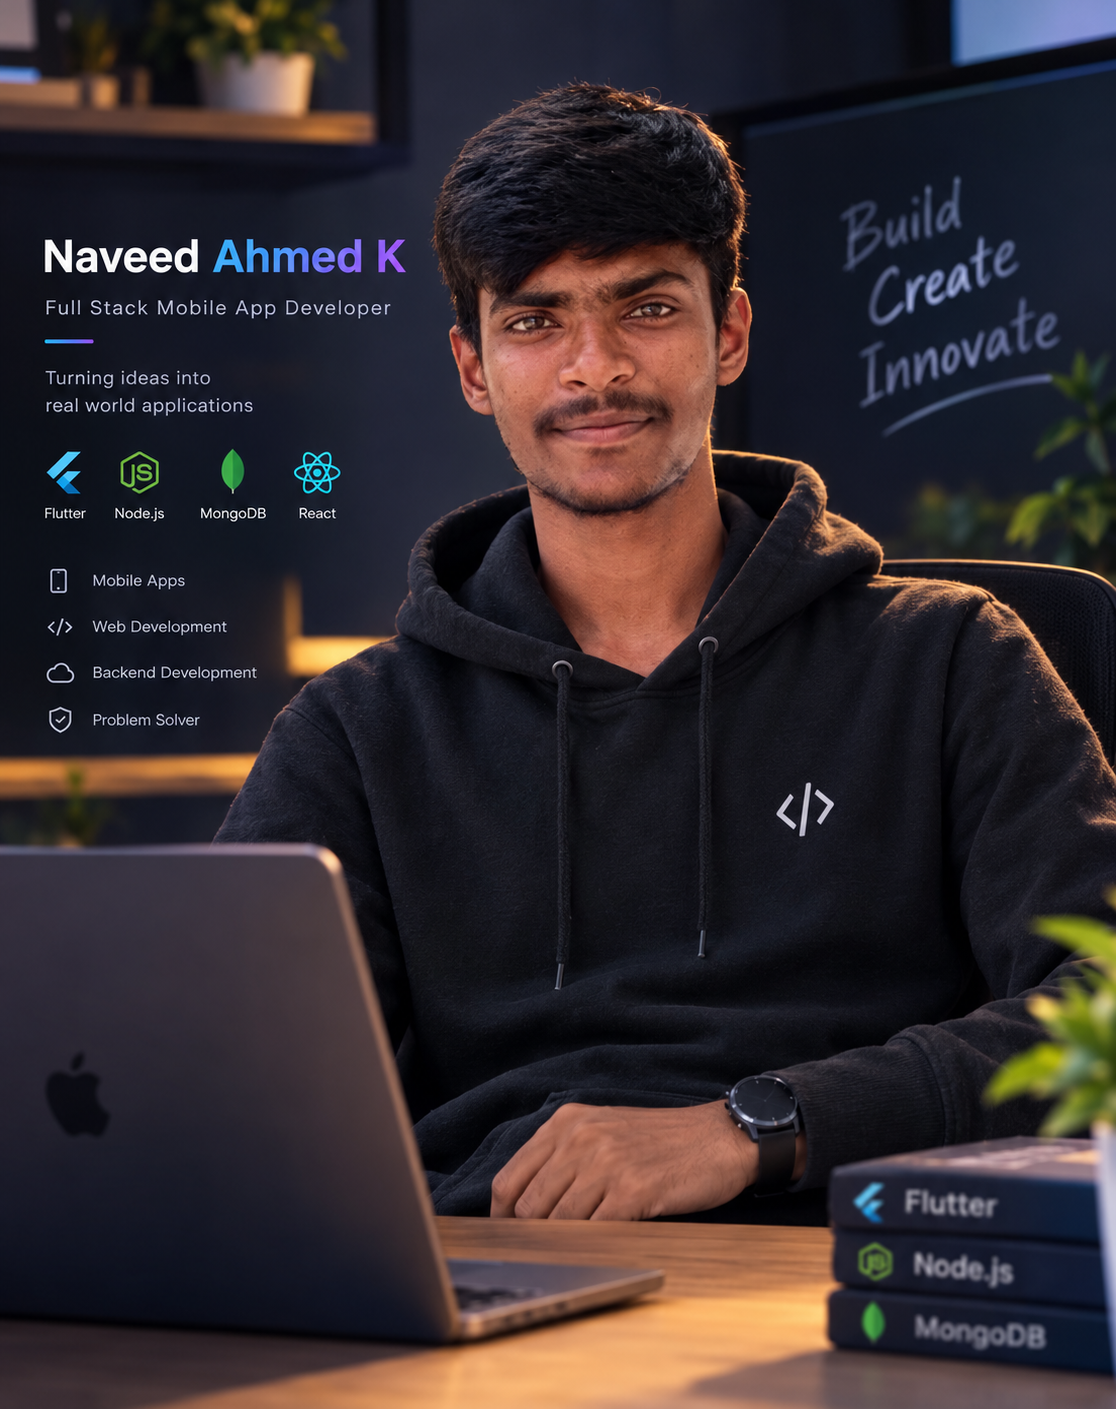 Naveed Ahmed K
Full Stack Mobile App Developer
Turning ideas into
real world applications
Flutter
Node.js
MongoDB
React
Mobile Apps
</> Web Development
Backend Development
Problem Solver
Build
Create
Innovate
</>
JS Flutter
Node.js
MongoDB